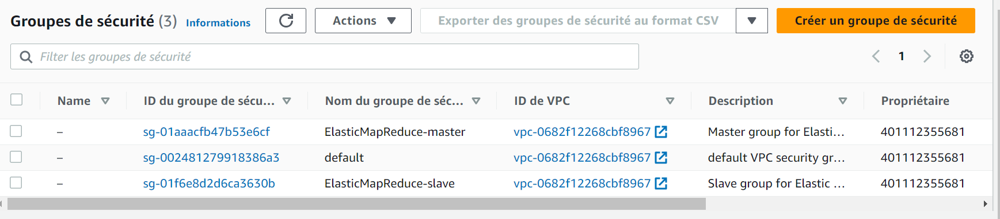 Groupes de sécurité (3) Informations Actions Exporter des groupes de sécurité au format CSV Créer un groupe de sécurité
Filter les groupes de sécurité 1
Name ID du groupe de sécu... Nom du groupe de séc... ID de VPC Description Propriétaire
– sg-01aaacfb47b53e6cf ElasticMapReduce-master vpc-0682f12268cbf8967 Master group for Elasti... 401112355681
– sg-002481279918386a3 default vpc-0682f12268cbf8967 default VPC security gr... 401112355681
– sg-01f6e8d2d6ca3630b ElasticMapReduce-slave vpc-0682f12268cbf8967 Slave group for Elastic ... 401112355681